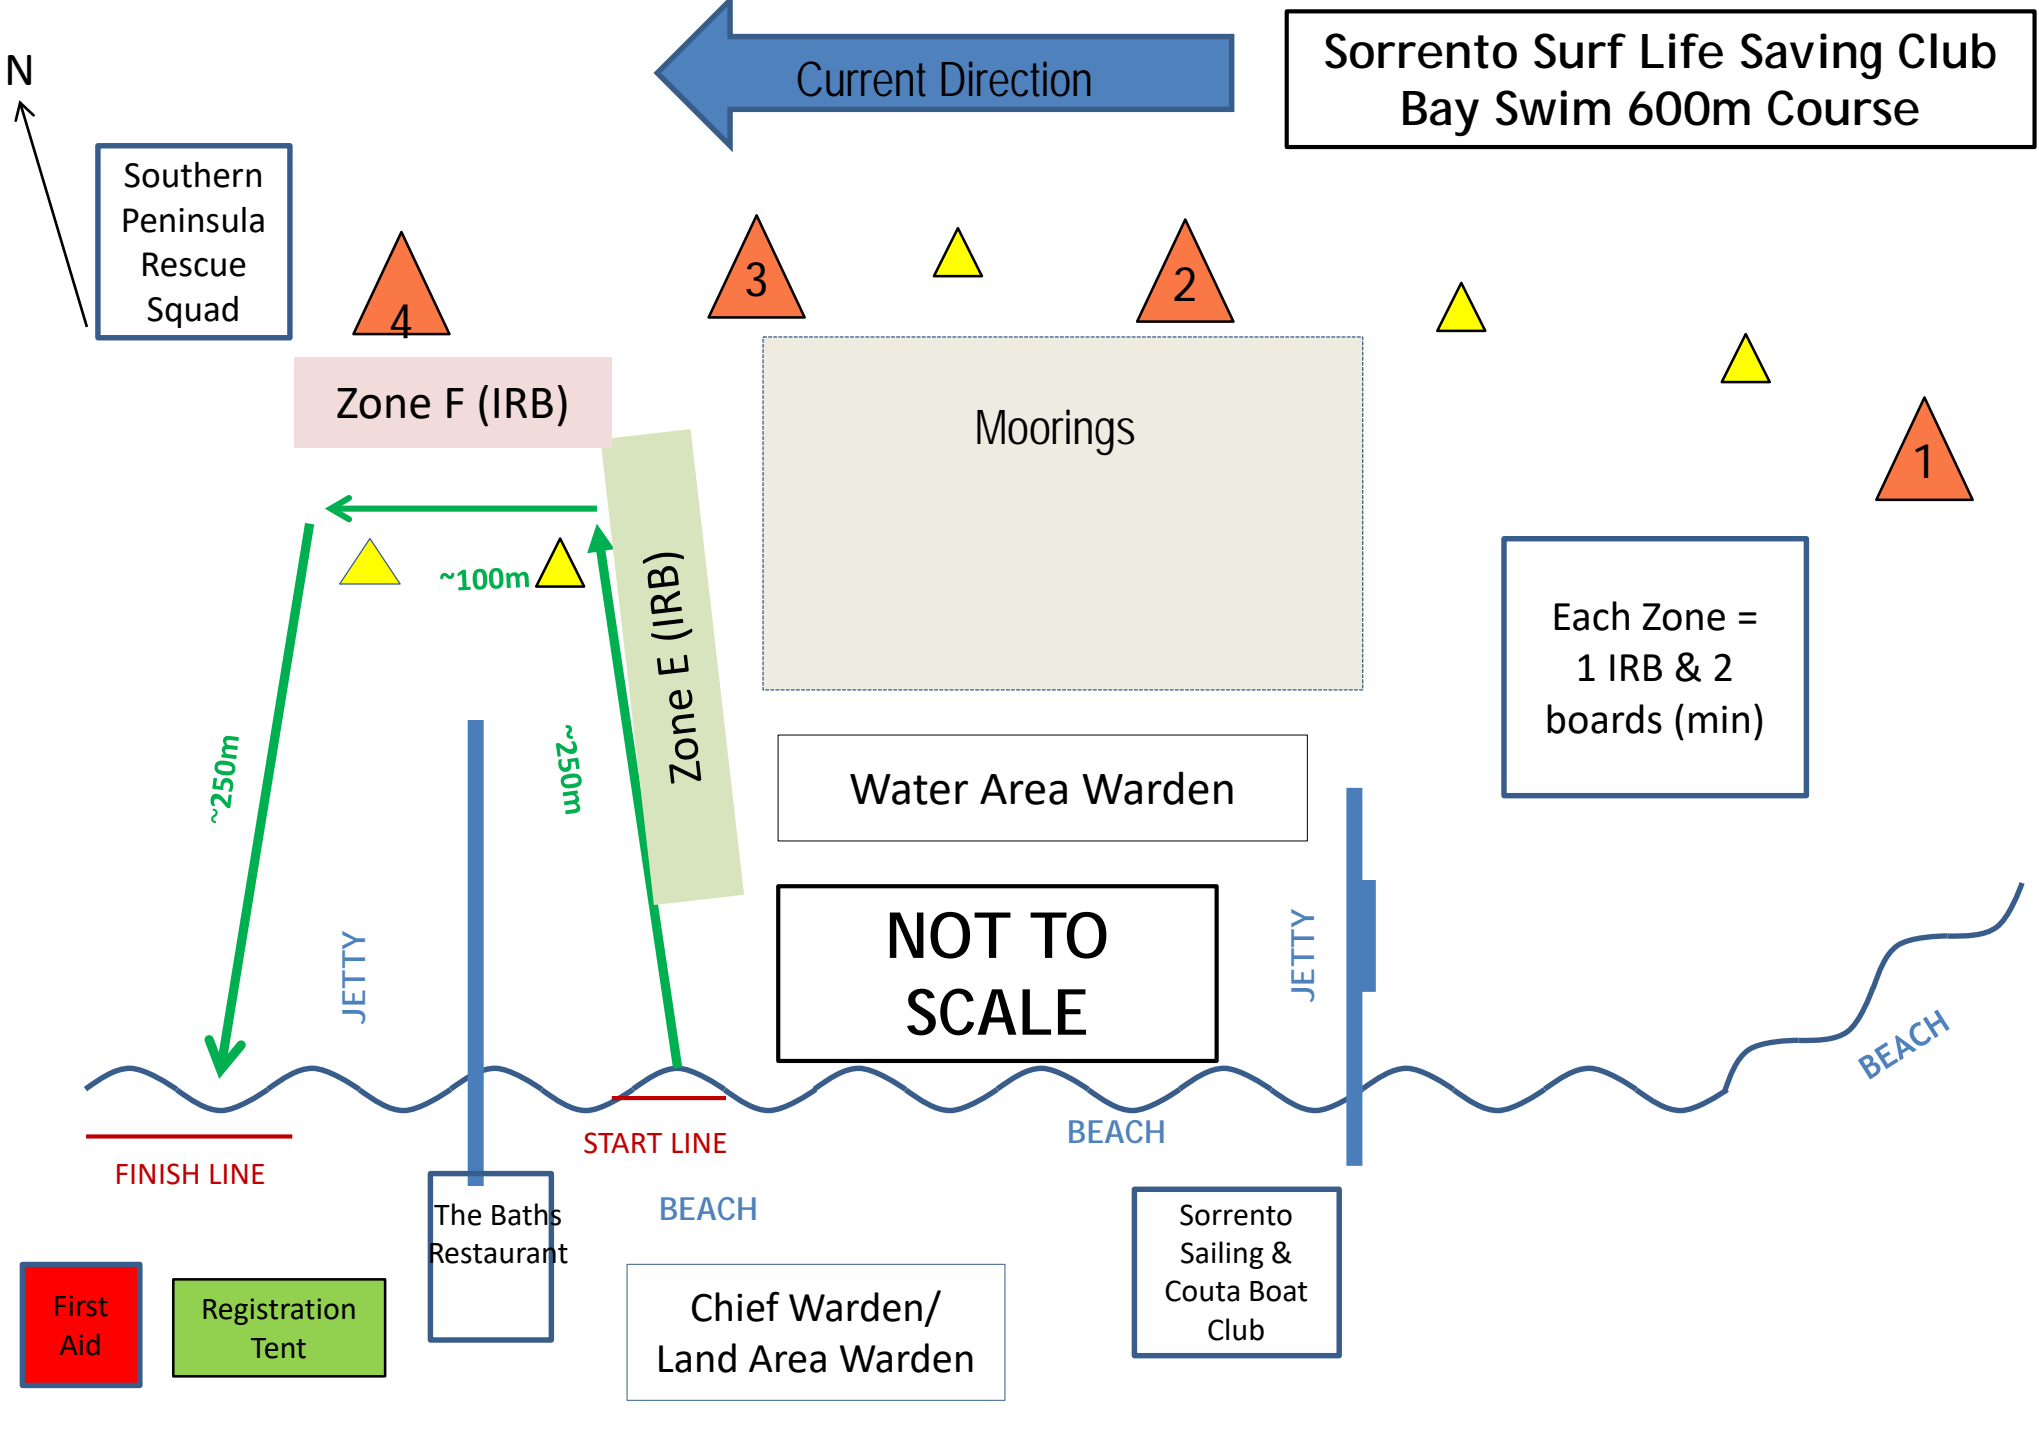 N
Current Direction
Sorrento Surf Life Saving Club
Bay Swim 600m Course
Southern
Peninsula
Rescue
Squad
4
3
2
1
Zone F (IRB)
Moorings
~100m
Zone E (IRB)
Each Zone =
1 IRB & 2
boards (min)
~250m
~250m
Water Area Warden
NOT TO
SCALE
JETTY
JETTY
BEACH
BEACH
START LINE
FINISH LINE
BEACH
The Baths
Restaurant
Sorrento
Sailing &
Couta Boat
Club
First
Aid
Registration
Tent
Chief Warden/
Land Area Warden